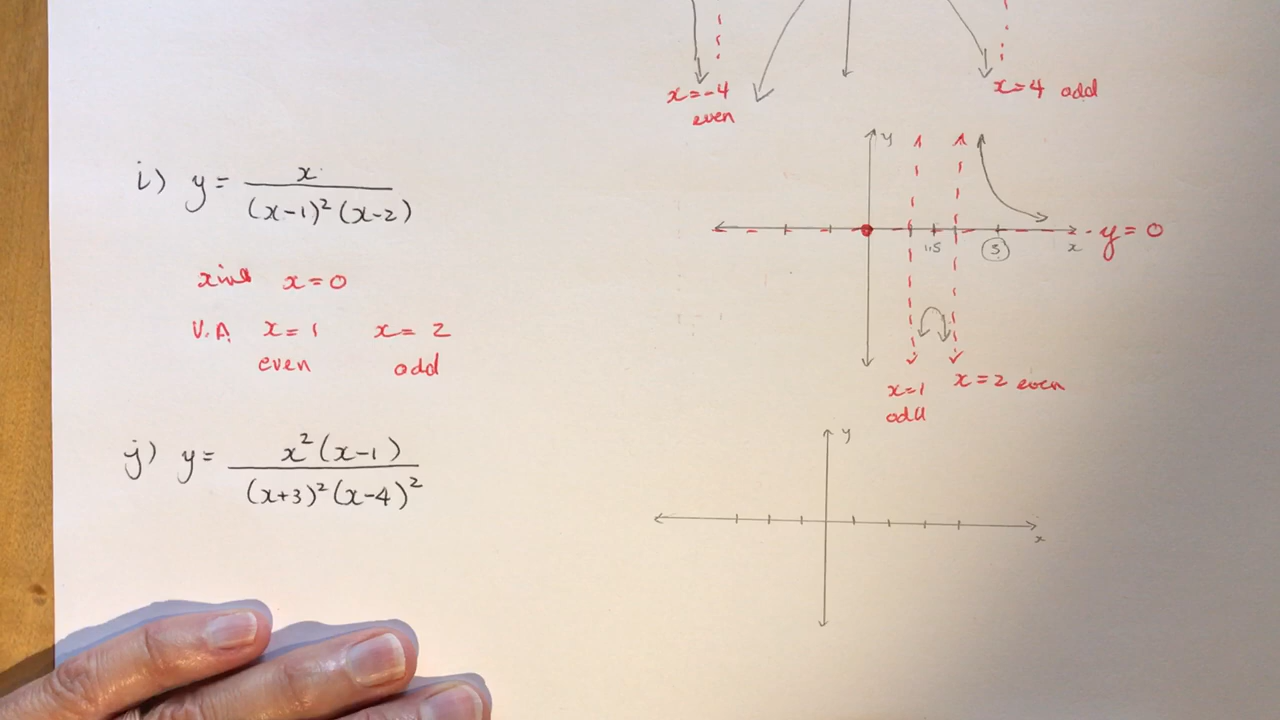 x=-4
even
x=4 odd
i) y = x / (x-1)² (x-2)
x int x=0
V.A. x=1 x=2
even odd
y
1.5
3
x
y=0
x=1
odd
x=2 even
j) y = x² (x-1) / (x+3)² (x-4)²
y
x